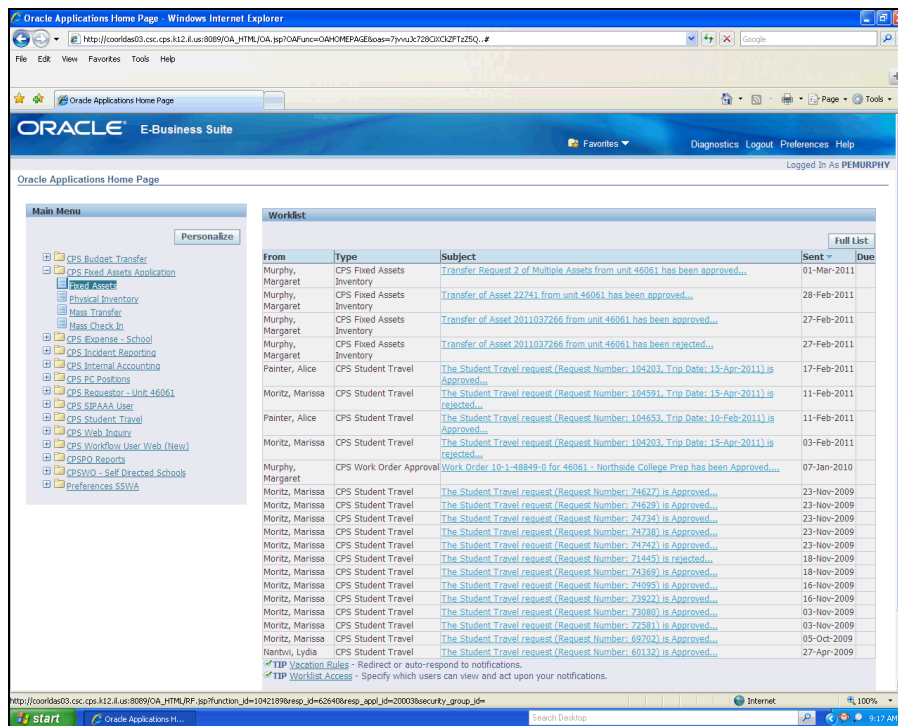 Oracle Applications Home Page - Windows Internet Explorer
http://coorldas03.csc.cps.k12.il.us:8089/OA_HTML/OA.jsp?OAFunc=OAHOMEPAGE&oas=7jvvuJc728CiXCkZFTzZ5Q..#
Google
File Edit View Favorites Tools Help
Oracle Applications Home Page
Page Tools
ORACLE E-Business Suite
Favorites Diagnostics Logout Preferences Help
Logged In As PEMURPHY
Oracle Applications Home Page
Main Menu
Personalize
CPS Budget Transfer
CPS Fixed Assets Application
Fixed Assets
Physical Inventory
Mass Transfer
Mass Check In
CPS iExpense - School
CPS Incident Reporting
CPS Internal Accounting
CPS PC Positions
CPS Requestor - Unit 46061
CPS SIPAAA User
CPS Student Travel
CPS Web Inquiry
CPS Workflow User Web (New)
CPSPO Reports
CPSWO - Self Directed Schools
Preferences SSWA
Worklist
Full List
From Type Subject Sent Due
Murphy, Margaret CPS Fixed Assets Inventory Transfer Request 2 of Multiple Assets from unit 46061 has been approved... 01-Mar-2011
Murphy, Margaret CPS Fixed Assets Inventory Transfer of Asset 22741 from unit 46061 has been approved... 28-Feb-2011
Murphy, Margaret CPS Fixed Assets Inventory Transfer of Asset 2011037266 from unit 46061 has been approved... 27-Feb-2011
Murphy, Margaret CPS Fixed Assets Inventory Transfer of Asset 2011037266 from unit 46061 has been rejected... 27-Feb-2011
Painter, Alice CPS Student Travel The Student Travel request (Request Number: 104203, Trip Date: 15-Apr-2011) is Approved... 17-Feb-2011
Moritz, Marissa CPS Student Travel The Student Travel request (Request Number: 104591, Trip Date: 15-Apr-2011) is rejected... 11-Feb-2011
Painter, Alice CPS Student Travel The Student Travel request (Request Number: 104653, Trip Date: 10-Feb-2011) is Approved... 11-Feb-2011
Moritz, Marissa CPS Student Travel The Student Travel request (Request Number: 104203, Trip Date: 15-Apr-2011) is rejected... 03-Feb-2011
Murphy, Margaret CPS Work Order Approval Work Order 10-1-48849-0 for 46061 - Northside College Prep has been Approved.... 07-Jan-2010
Moritz, Marissa CPS Student Travel The Student Travel request (Request Number: 74627) is Approved... 23-Nov-2009
Moritz, Marissa CPS Student Travel The Student Travel request (Request Number: 74629) is Approved... 23-Nov-2009
Moritz, Marissa CPS Student Travel The Student Travel request (Request Number: 74734) is Approved... 23-Nov-2009
Moritz, Marissa CPS Student Travel The Student Travel request (Request Number: 74738) is Approved... 23-Nov-2009
Moritz, Marissa CPS Student Travel The Student Travel request (Request Number: 74742) is Approved... 23-Nov-2009
Moritz, Marissa CPS Student Travel The Student Travel request (Request Number: 71445) is rejected... 18-Nov-2009
Moritz, Marissa CPS Student Travel The Student Travel request (Request Number: 74369) is Approved... 18-Nov-2009
Moritz, Marissa CPS Student Travel The Student Travel request (Request Number: 74095) is Approved... 16-Nov-2009
Moritz, Marissa CPS Student Travel The Student Travel request (Request Number: 73922) is Approved... 16-Nov-2009
Moritz, Marissa CPS Student Travel The Student Travel request (Request Number: 73080) is Approved... 03-Nov-2009
Moritz, Marissa CPS Student Travel The Student Travel request (Request Number: 72581) is Approved... 03-Nov-2009
Moritz, Marissa CPS Student Travel The Student Travel request (Request Number: 69702) is Approved... 05-Oct-2009
Nantwi, Lydia CPS Student Travel The Student Travel request (Request Number: 60132) is Approved... 27-Apr-2009
TIP Vacation Rules - Redirect or auto-respond to notifications.
TIP Worklist Access - Specify which users can view and act upon your notifications.
http://coorldas03.csc.cps.k12.il.us:8089/OA_HTML/RF.jsp?function_id=1042189&resp_id=62640&resp_appl_id=20003&security_group_id= Internet 100%
start Oracle Applications H... Search Desktop 9:17 AM